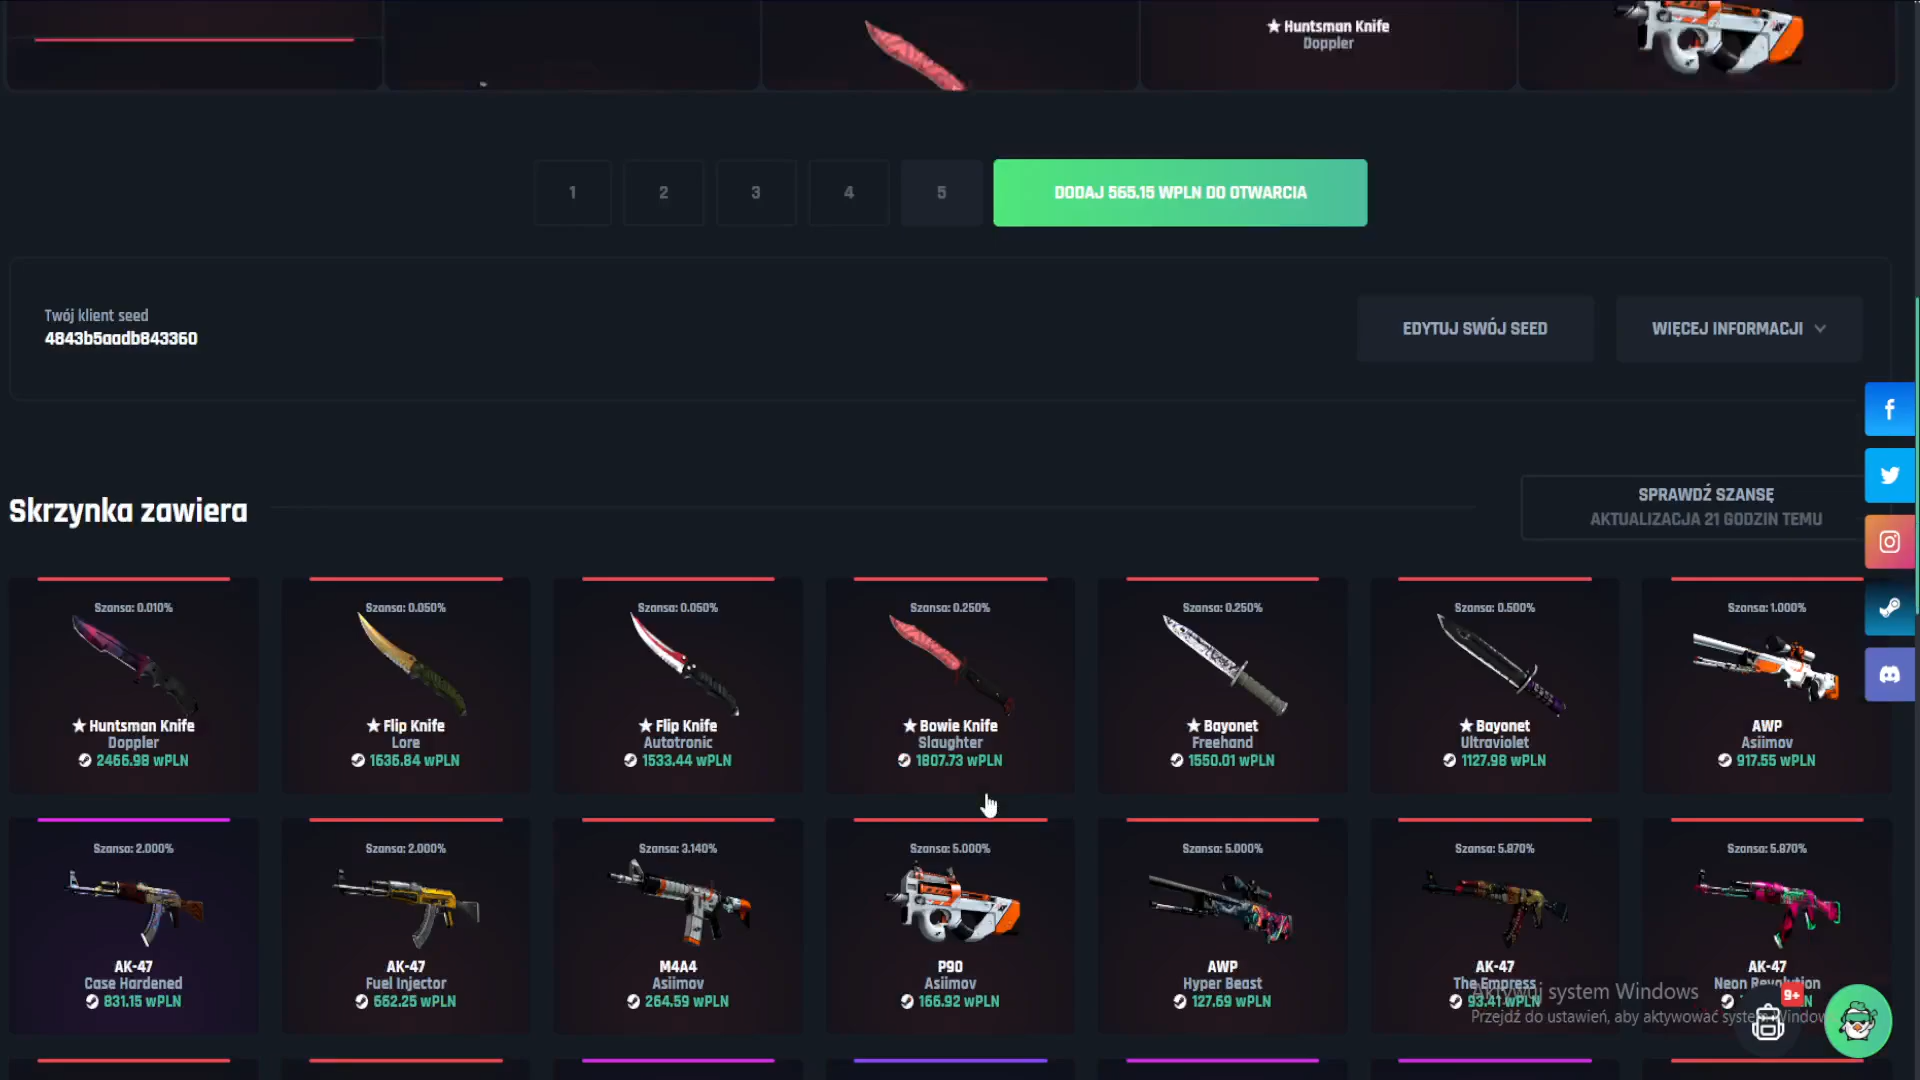 ★ Huntsman Knife
Doppler
1
2
3
4
5
DODAJ 565.15 WPLN DO OTWARCIA
Twój klient seed
4843b5aadb843360
EDYTUJ SWÓJ SEED
WIĘCEJ INFORMACJI
Skrzynka zawiera
SPRAWDŹ SZANSĘ
AKTUALIZACJA 21 GODZIN TEMU
Szansa: 0.010%
★ Huntsman Knife
Doppler
2466.98 wPLN
Szansa: 0.050%
★ Flip Knife
Lore
1636.84 wPLN
Szansa: 0.050%
★ Flip Knife
Autotronic
1533.44 wPLN
Szansa: 0.250%
★ Bowie Knife
Slaughter
1807.73 wPLN
Szansa: 0.250%
★ Bayonet
Freehand
1550.01 wPLN
Szansa: 0.500%
★ Bayonet
Ultraviolet
1127.98 wPLN
Szansa: 1.000%
AWP
Asiimov
917.55 wPLN
Szansa: 2.000%
AK-47
Case Hardened
831.15 wPLN
Szansa: 2.000%
AK-47
Fuel Injector
662.25 wPLN
Szansa: 3.140%
M4A4
Asiimov
264.59 wPLN
Szansa: 5.000%
P90
Asiimov
166.92 wPLN
Szansa: 5.000%
AWP
Hyper Beast
127.69 wPLN
Szansa: 5.870%
AK-47
The Empress
93.41 wPLN
Szansa: 5.870%
AK-47
Neon Revolution
Aktywuj system Windows
Przejdź do ustawień, aby aktywować system Windows
9+